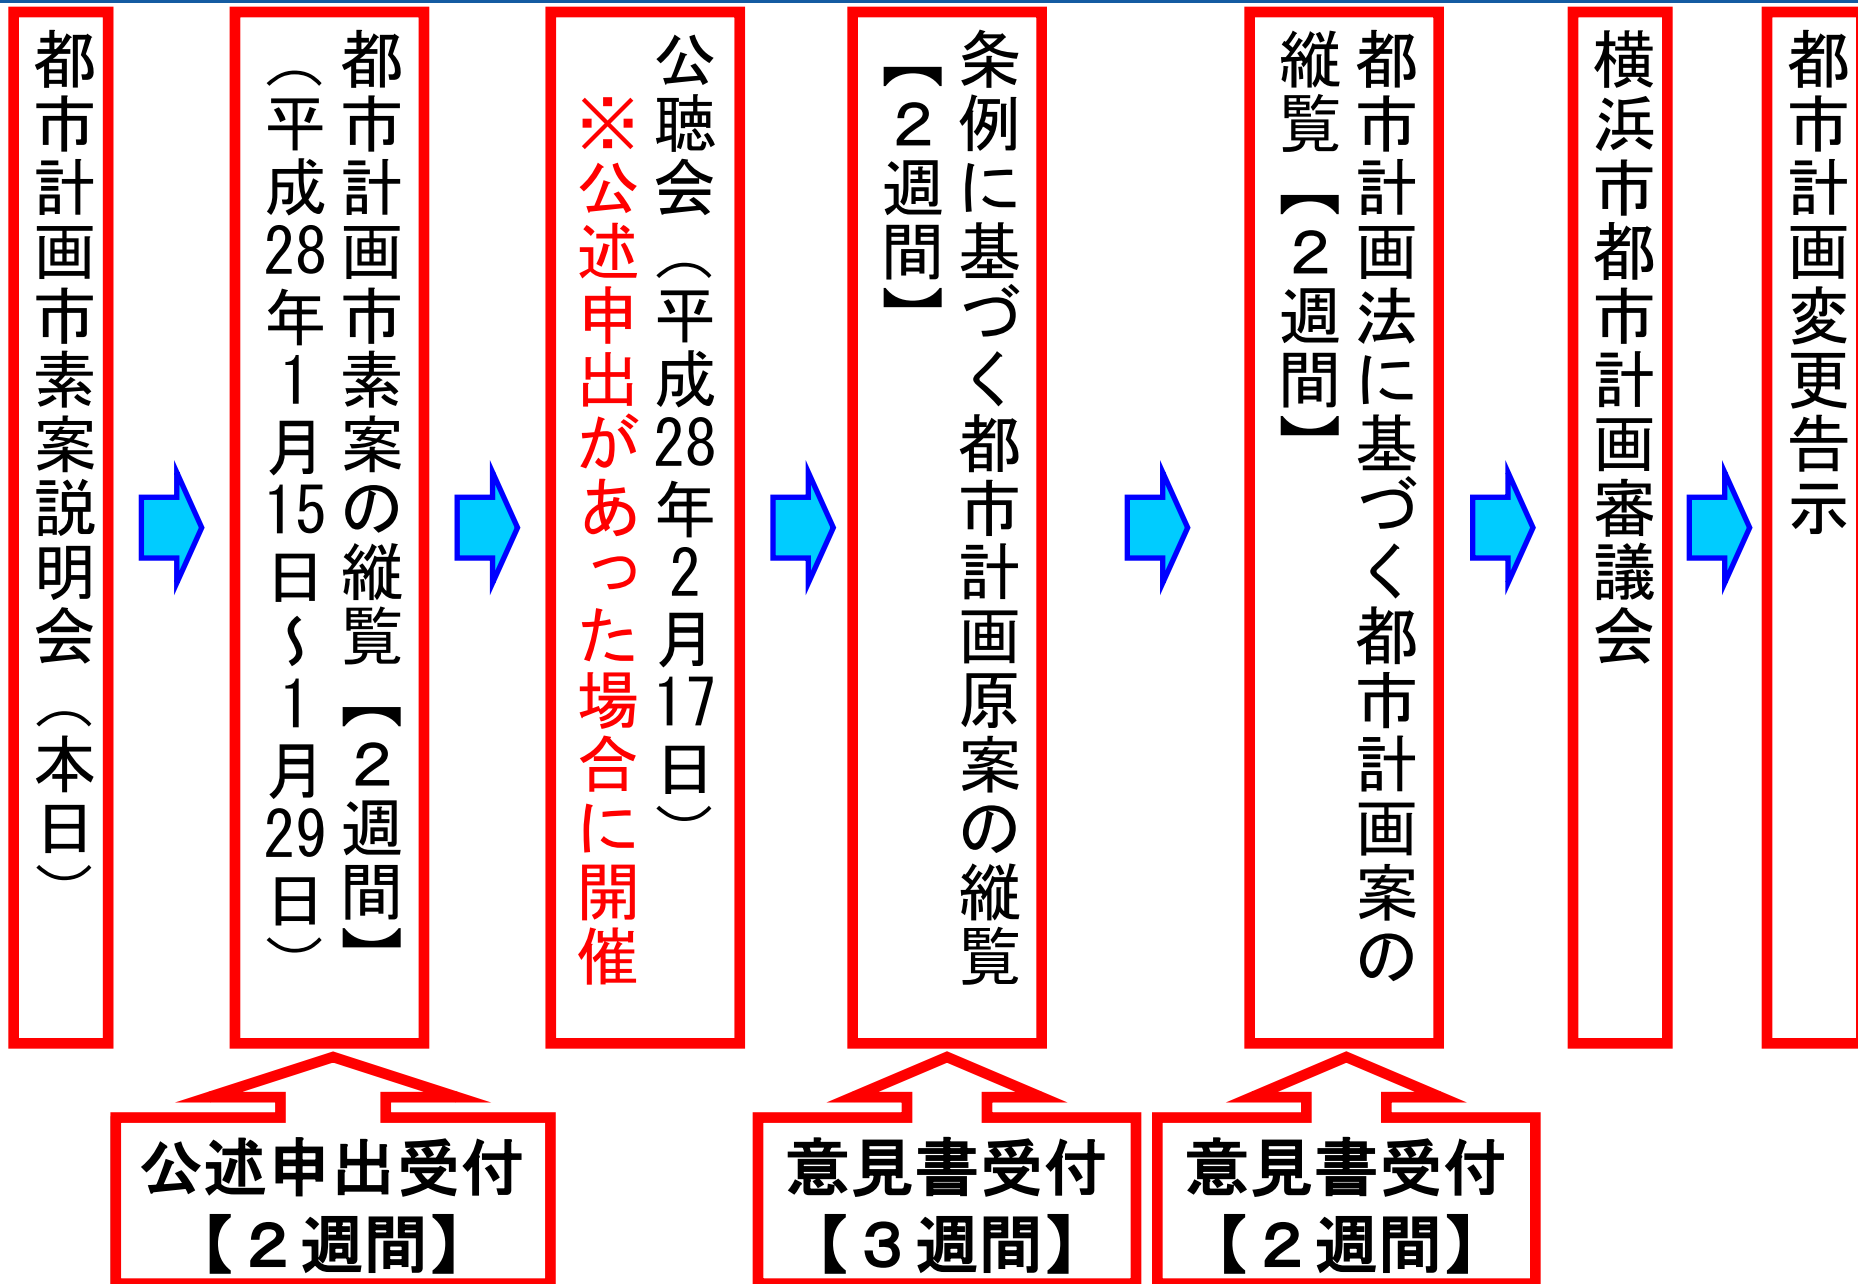 都市計画市素案説明会（本日）
都市計画市素案の縦覧【２週間】
（平成28年１月15日～１月29日）
公聴会（平成28年２月17日）
※公述申出があった場合に開催
条例に基づく都市計画原案の縦覧
【２週間】
都市計画法に基づく都市計画案の
縦覧【２週間】
横浜市都市計画審議会
都市計画変更告示
公述申出受付
【２週間】
意見書受付
【３週間】
意見書受付
【２週間】